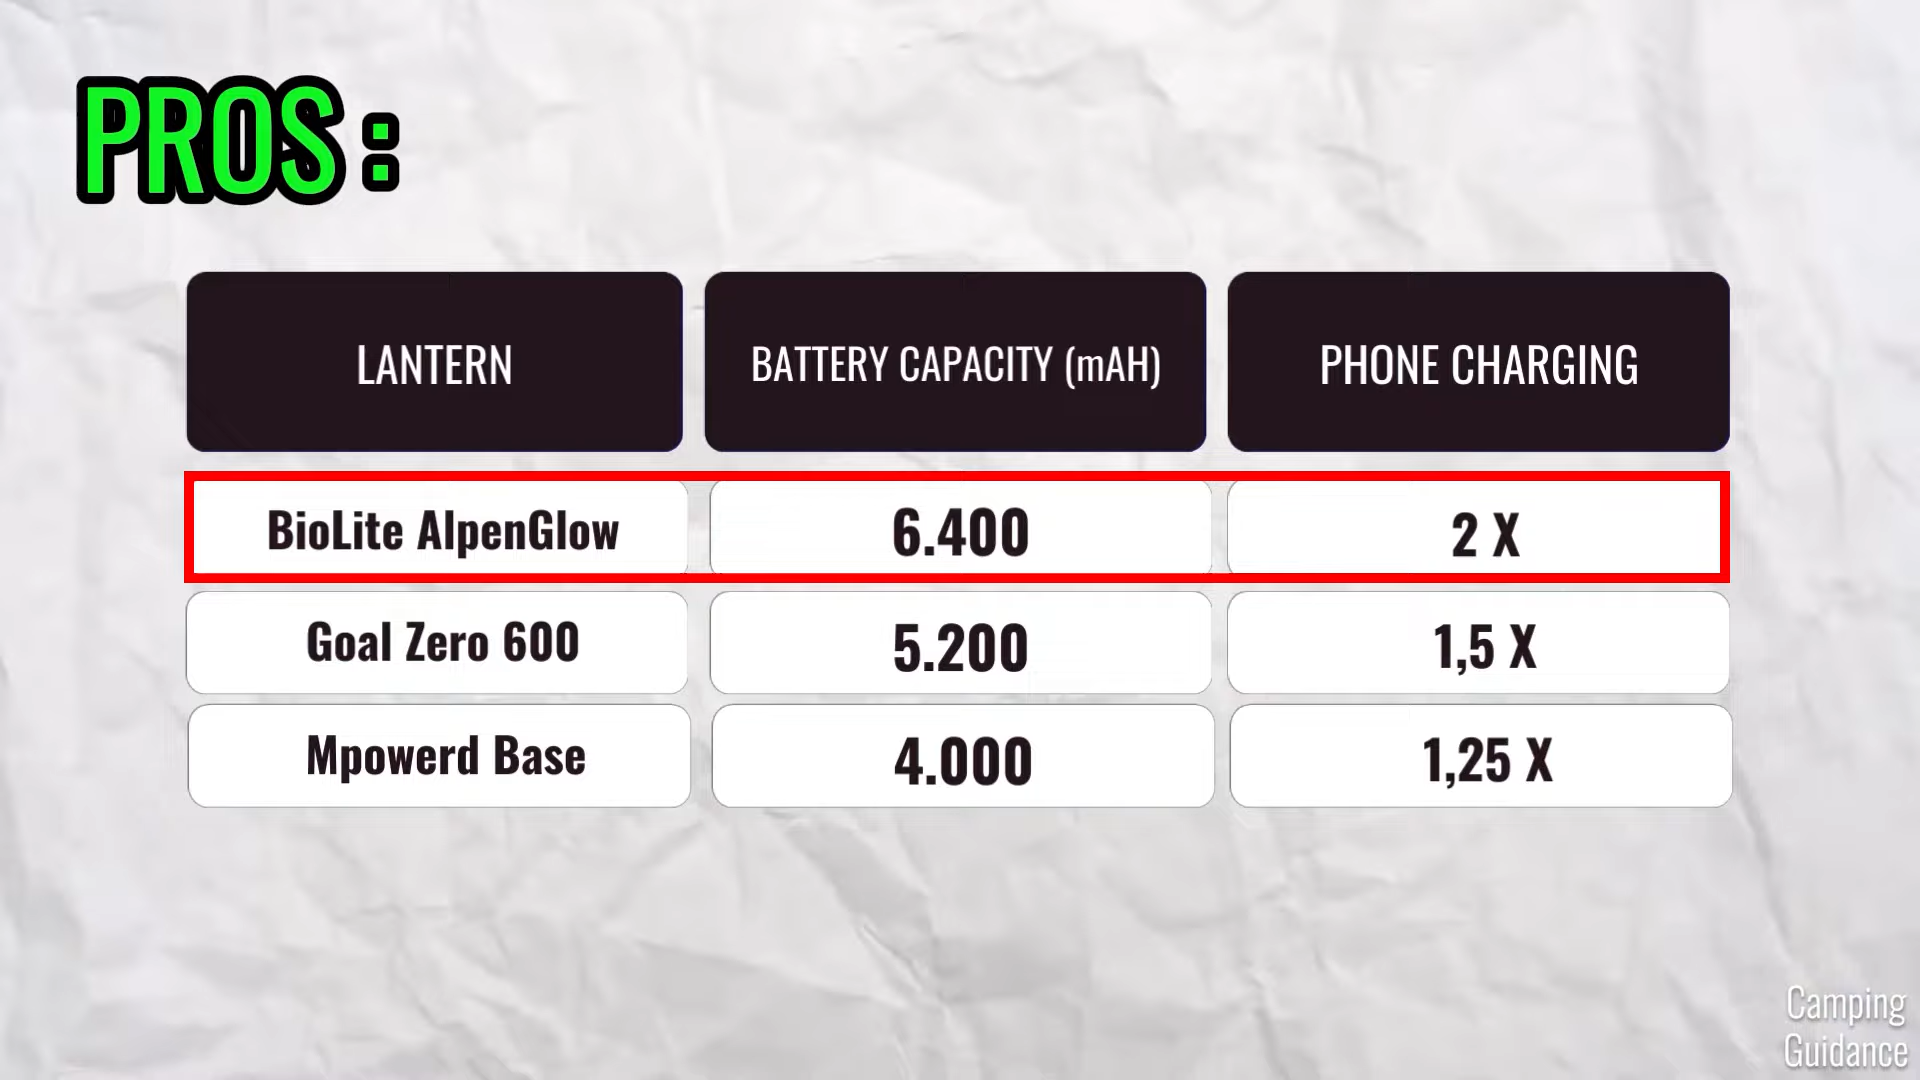 PROS:
LANTERN BATTERY CAPACITY (mAH) PHONE CHARGING
BioLite AlpenGlow 6.400 2 X
Goal Zero 600 5.200 1,5 X
Mpowerd Base 4.000 1,25 X
Camping
Guidance